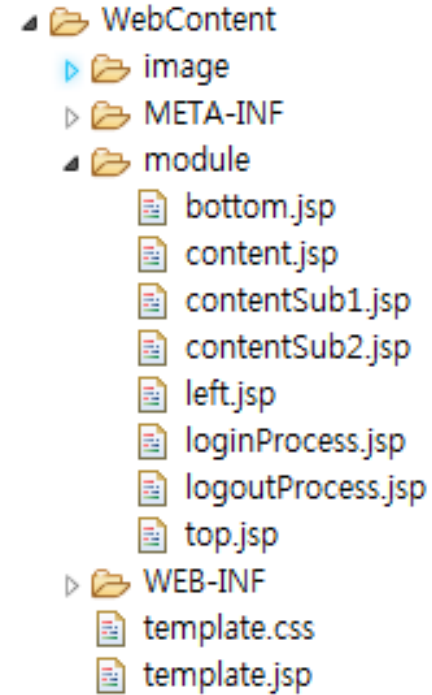 WebContent
image
META-INF
module
bottom.jsp
content.jsp
contentSub1.jsp
contentSub2.jsp
left.jsp
loginProcess.jsp
logoutProcess.jsp
top.jsp
WEB-INF
template.css
template.jsp